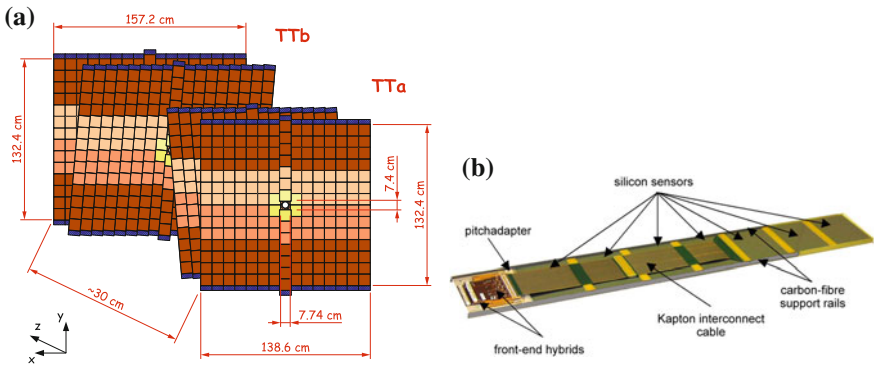 (a)
157.2 cm
TTb
TTa
132.4 cm
7.4 cm
132.4 cm
~30 cm
7.74 cm
138.6 cm
y
z
x
(b)
silicon sensors
pitchadapter
carbon-fibre
support rails
Kapton interconnect
cable
front-end hybrids